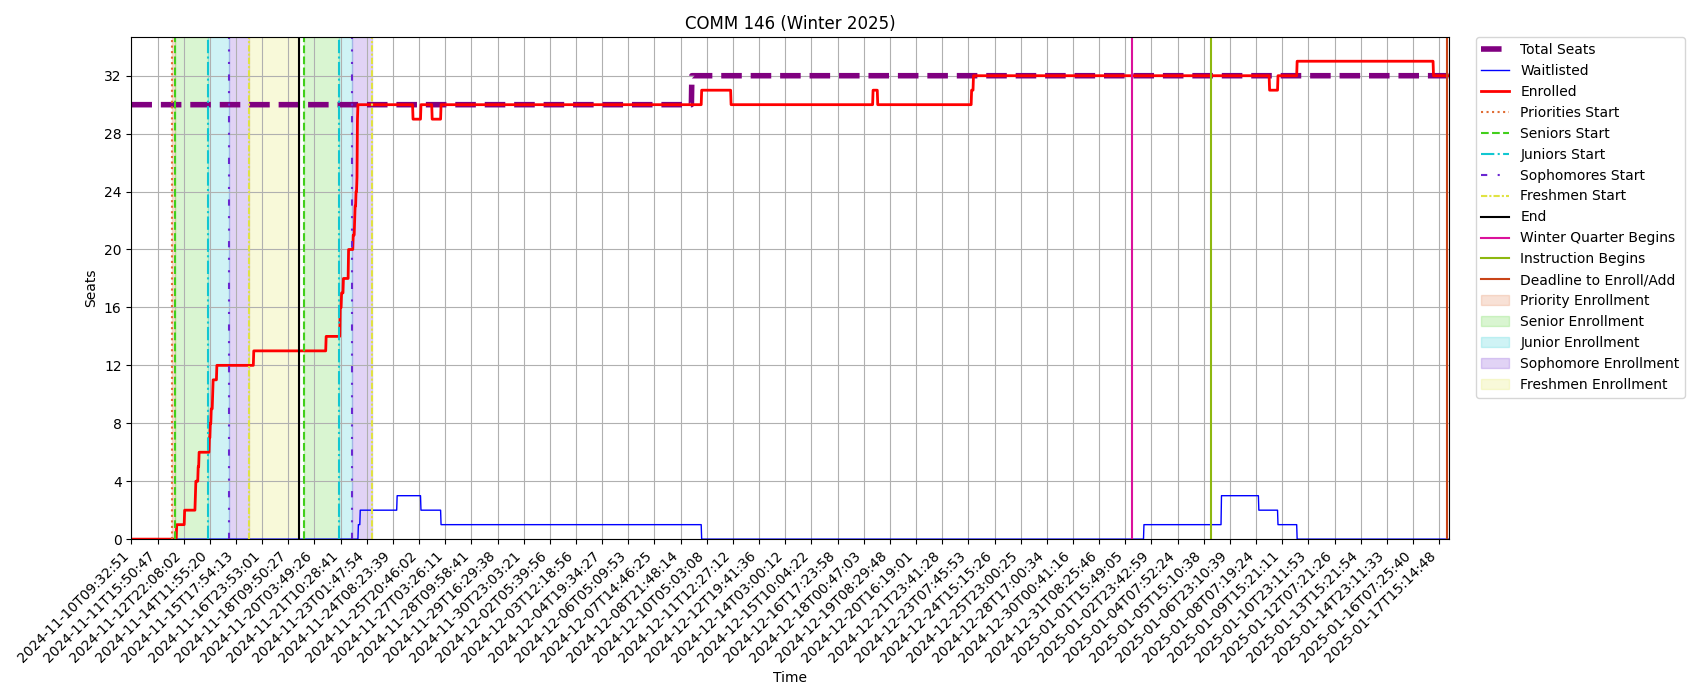 COMM 146 (Winter 2025)
Seats
32
28
24
20
16
12
8
4
0
2024-11-10T09:32:51
2024-11-11T15:50:47
2024-11-12T22:08:02
2024-11-14T11:55:20
2024-11-15T17:54:13
2024-11-16T23:53:01
2024-11-18T09:50:27
2024-11-20T03:49:26
2024-11-21T10:28:41
2024-11-23T01:47:54
2024-11-24T08:23:39
2024-11-25T20:46:02
2024-11-27T03:26:11
2024-11-28T09:58:41
2024-11-29T16:29:38
2024-11-30T23:03:21
2024-12-02T05:39:56
2024-12-03T12:18:56
2024-12-04T19:34:27
2024-12-06T05:09:53
2024-12-07T14:46:25
2024-12-08T21:48:14
2024-12-10T05:03:08
2024-12-11T12:27:12
2024-12-12T19:41:36
2024-12-14T03:00:12
2024-12-15T10:04:22
2024-12-16T17:23:58
2024-12-18T00:47:03
2024-12-19T08:29:48
2024-12-20T16:19:01
2024-12-21T23:41:28
2024-12-23T07:45:53
2024-12-24T15:15:26
2024-12-25T23:00:25
2024-12-28T17:00:34
2024-12-30T00:41:16
2024-12-31T08:25:46
2025-01-01T15:49:05
2025-01-02T23:42:59
2025-01-04T07:52:24
2025-01-05T15:10:38
2025-01-06T23:10:39
2025-01-08T07:19:24
2025-01-09T15:21:11
2025-01-10T23:11:53
2025-01-12T07:21:26
2025-01-13T15:21:54
2025-01-14T23:11:33
2025-01-16T07:25:40
2025-01-17T15:14:48
Time
Total Seats
Waitlisted
Enrolled
Priorities Start
Seniors Start
Juniors Start
Sophomores Start
Freshmen Start
End
Winter Quarter Begins
Instruction Begins
Deadline to Enroll/Add
Priority Enrollment
Senior Enrollment
Junior Enrollment
Sophomore Enrollment
Freshmen Enrollment